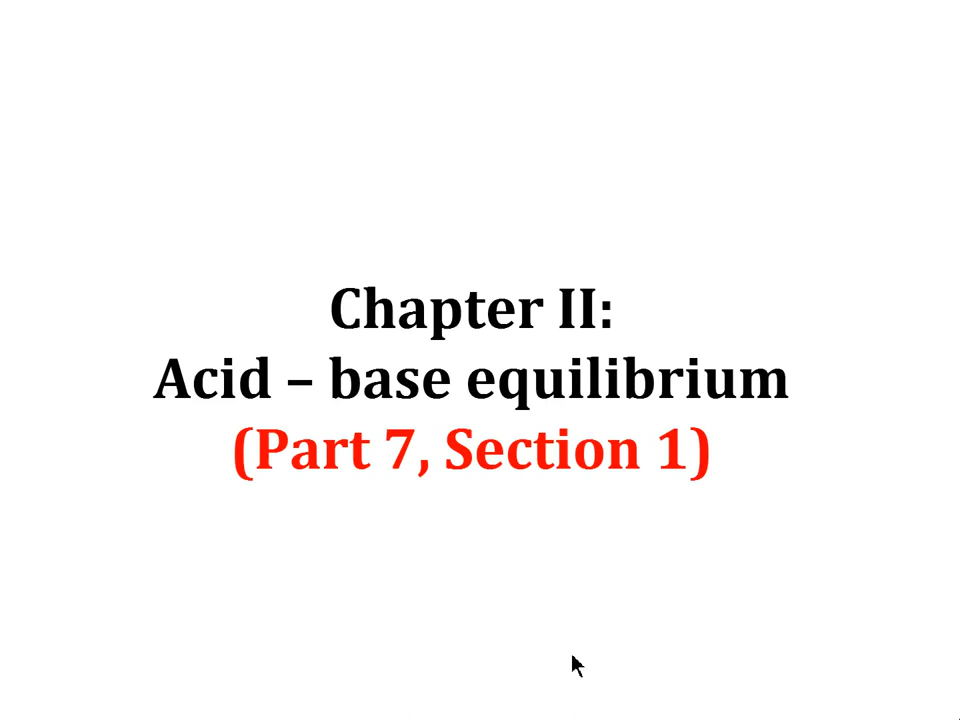 Chapter II:
Acid – base equilibrium
(Part 7, Section 1)